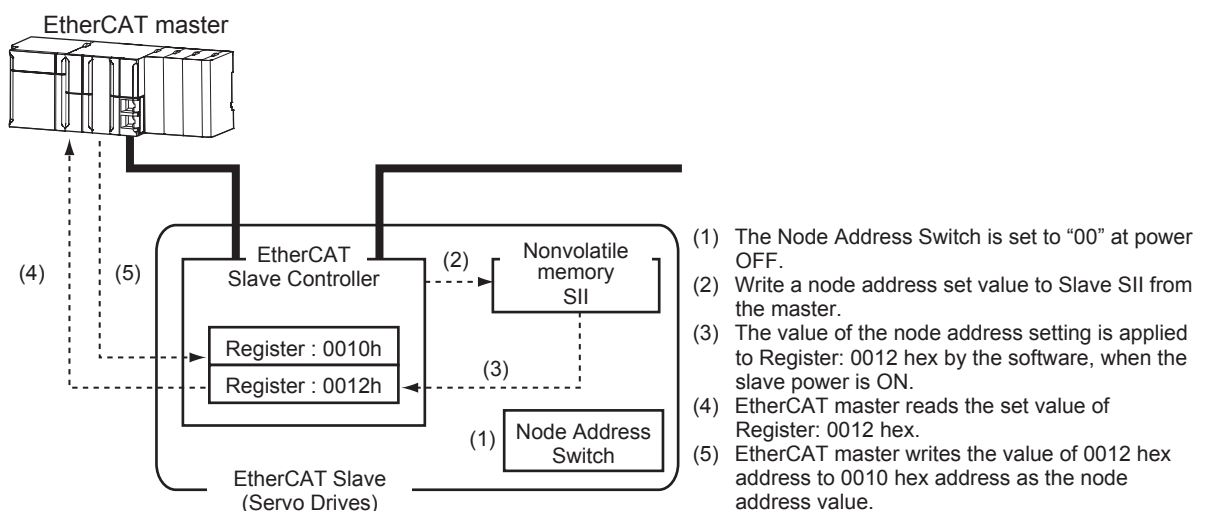 EtherCAT master
(4)
(5)
EtherCAT
Slave Controller
(2)
Nonvolatile
memory
SII
Register : 0010h
Register : 0012h
(3)
(1)
Node Address
Switch
EtherCAT Slave
(Servo Drives)
(1) The Node Address Switch is set to “00” at power
OFF.
(2) Write a node address set value to Slave SII from
the master.
(3) The value of the node address setting is applied
to Register: 0012 hex by the software, when the
slave power is ON.
(4) EtherCAT master reads the set value of
Register: 0012 hex.
(5) EtherCAT master writes the value of 0012 hex
address to 0010 hex address as the node
address value.